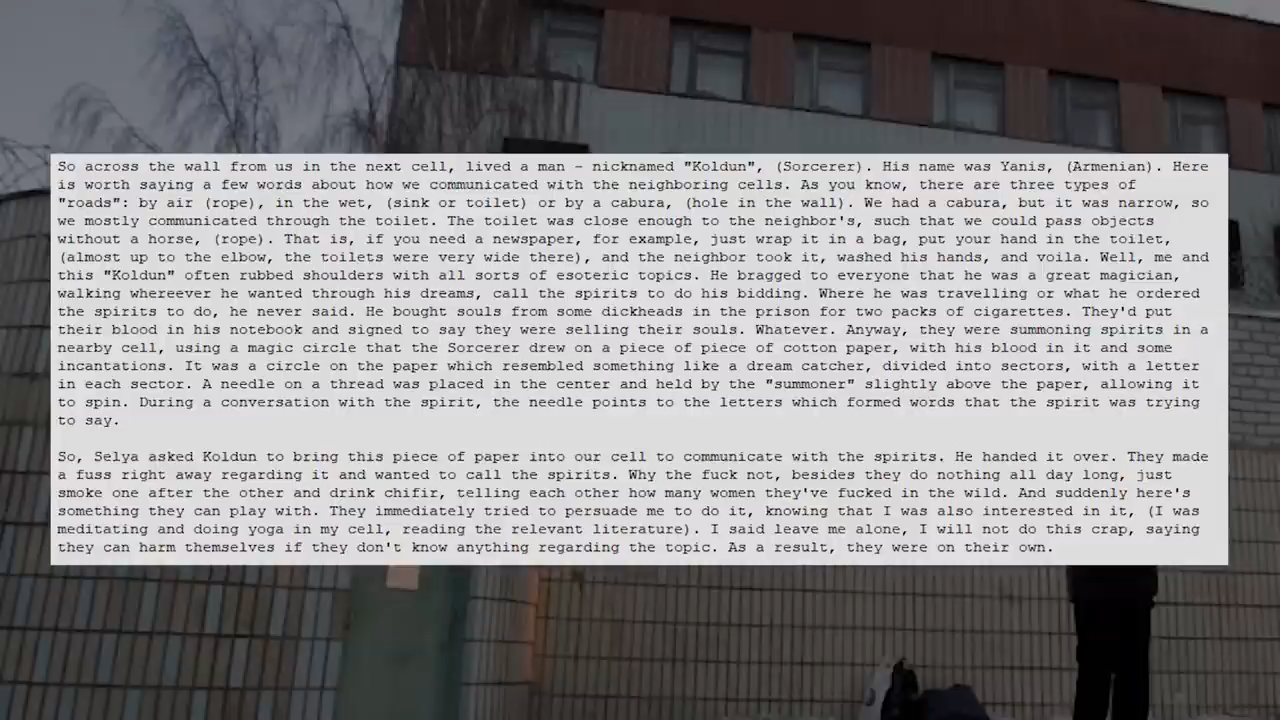 So across the wall from us in the next cell, lived a man - nicknamed "Koldun", (Sorcerer). His name was Yanis, (Armenian). Here
is worth saying a few words about how we communicated with the neighboring cells. As you know, there are three types of
"roads": by air (rope), in the wet, (sink or toilet) or by a cabura, (hole in the wall). We had a cabura, but it was narrow, so
we mostly communicated through the toilet. The toilet was close enough to the neighbor's, such that we could pass objects
without a horse, (rope). That is, if you need a newspaper, for example, just wrap it in a bag, put your hand in the toilet,
(almost up to the elbow, the toilets were very wide there), and the neighbor took it, washed his hands, and voila. Well, me and
this "Koldun" often rubbed shoulders with all sorts of esoteric topics. He bragged to everyone that he was a great magician,
walking whereever he wanted through his dreams, call the spirits to do his bidding. Where he was travelling or what he ordered
the spirits to do, he never said. He bought souls from some dickheads in the prison for two packs of cigarettes. They'd put
their blood in his notebook and signed to say they were selling their souls. Whatever. Anyway, they were summoning spirits in a
nearby cell, using a magic circle that the Sorcerer drew on a piece of piece of cotton paper, with his blood in it and some
incantations. It was a circle on the paper which resembled something like a dream catcher, divided into sectors, with a letter
in each sector. A needle on a thread was placed in the center and held by the "summoner" slightly above the paper, allowing it
to spin. During a conversation with the spirit, the needle points to the letters which formed words that the spirit was trying
to say.
So, Selya asked Koldun to bring this piece of paper into our cell to communicate with the spirits. He handed it over. They made
a fuss right away regarding it and wanted to call the spirits. Why the fuck not, besides they do nothing all day long, just
smoke one after the other and drink chifir, telling each other how many women they've fucked in the wild. And suddenly here's
something they can play with. They immediately tried to persuade me to do it, knowing that I was also interested in it, (I was
meditating and doing yoga in my cell, reading the relevant literature). I said leave me alone, I will not do this crap, saying
they can harm themselves if they don't know anything regarding the topic. As a result, they were on their own.